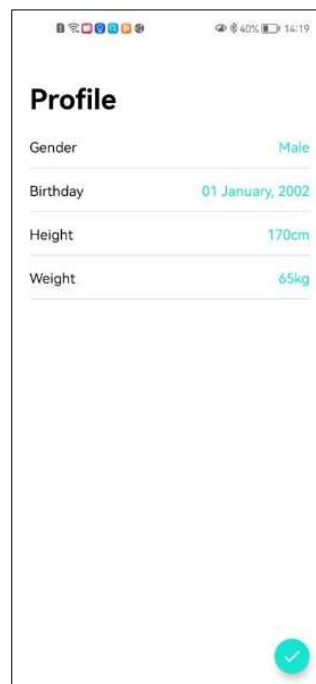 40% 14:19
Profile
Gender Male
Birthday 01 January, 2002
Height 170cm
Weight 65kg